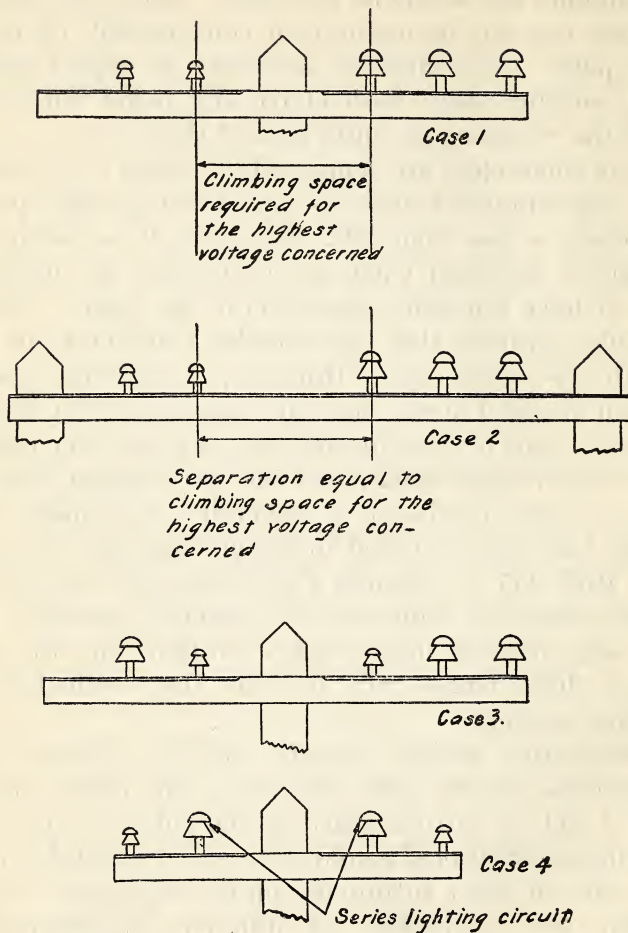 Case 1
Climbing space
required for
the highest
voltage concerned
Case 2
Separation equal to
climbing space for the
highest voltage con-
cerned
Case 3.
Case 4
Series lighting circuit